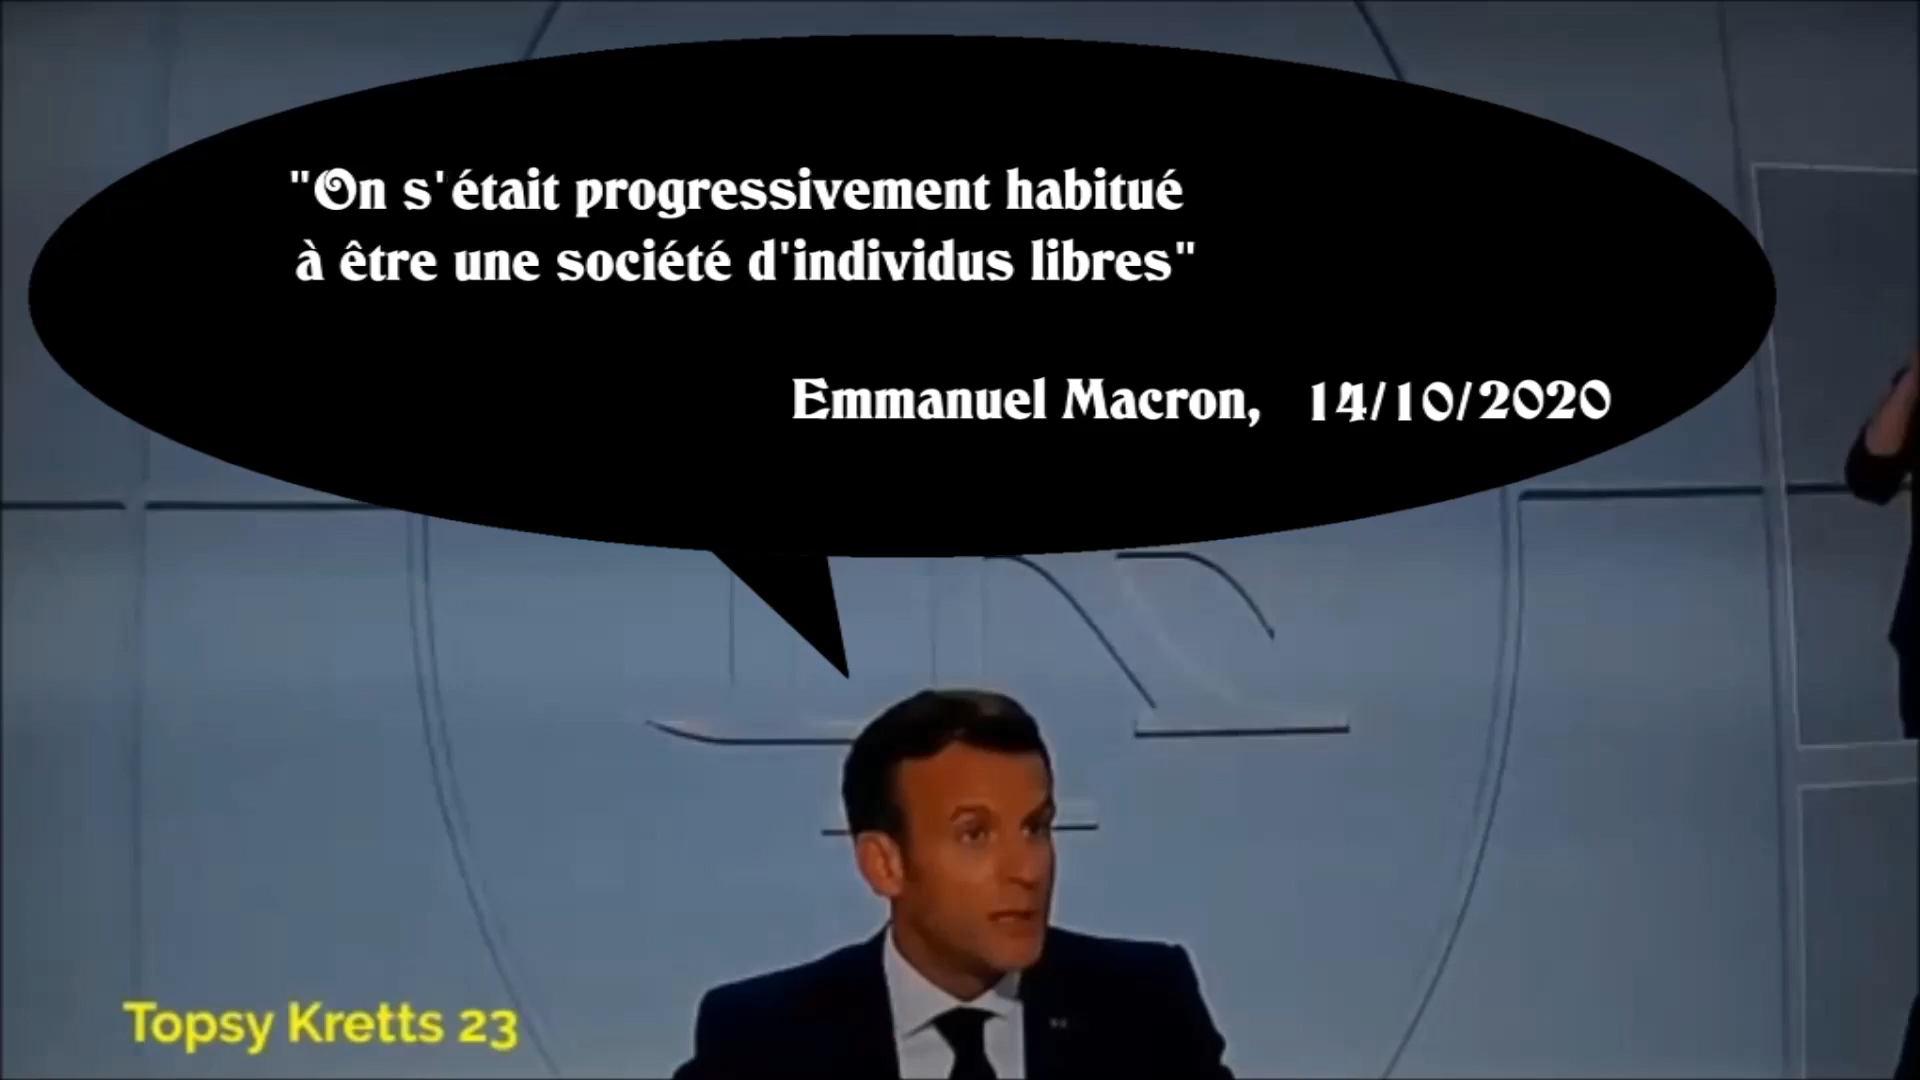 "On s'était progressivement habitué
à être une société d'individus libres"
Emmanuel Macron, 14/10/2020
Topsy Kretts 23